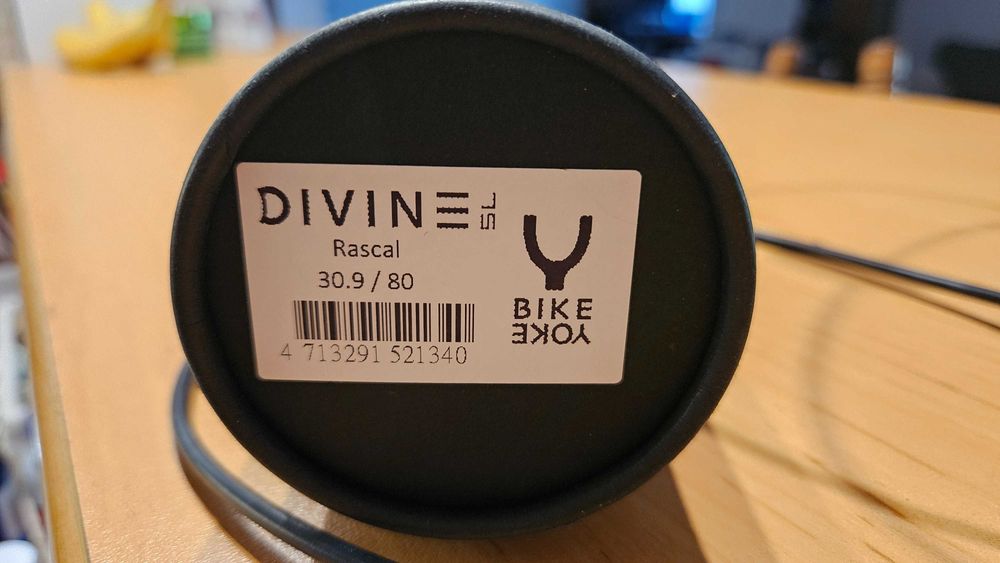 DIVINE SL
Rascal
30.9 / 80
4 713291 521340
BIKE
YOKE